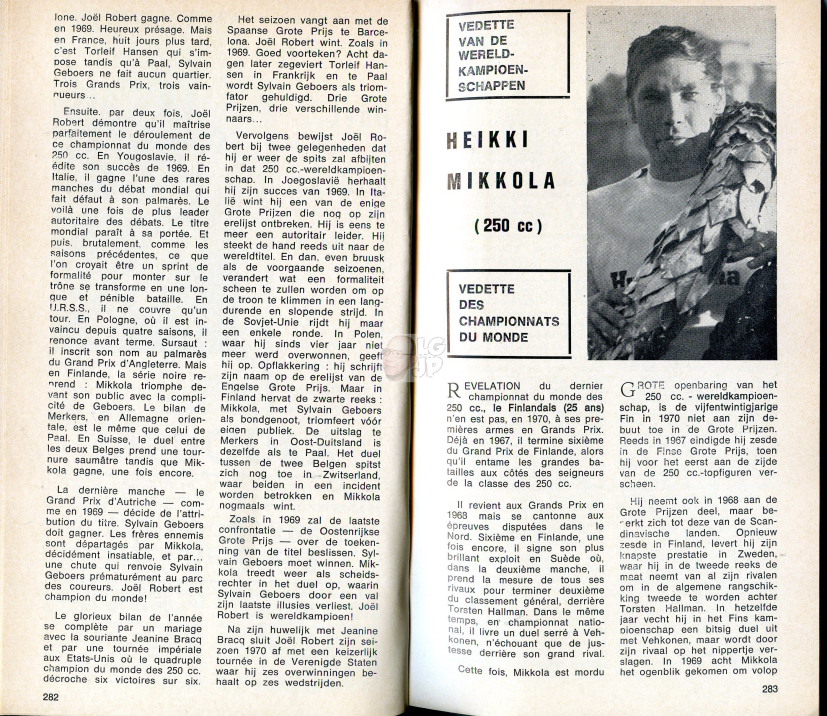 lone. Joël Robert gagne. Comme
en 1969. Heureux présage. Mais
en France, huit jours plus tard,
c'est Torleif Hansen qui s'im-
pose tandis qu'à Paal, Sylvain
Geboers ne fait aucun quartier.
Trois Grands Prix, trois vain-
queurs...
Ensuite, par deux fois, Joël
Robert démontre qu'il maîtrise
parfaitement le déroulement de
ce championnat du monde des
250 cc. En Yougoslavie, il ré-
édite son succès de 1969. En
Italie, il gagne l'une des rares
manches du débat mondial qui
fait défaut à son palmarès. Le
voilà une fois de plus leader
autoritaire des débats. Le titre
mondial paraît à sa portée. Et
puis, brutalement, comme les
saisons précédentes, ce que
l'on croyait être un sprint de
formalité pour monter sur le
trône se transforme en une lon-
gue et pénible bataille. En
U.R.S.S., il ne couvre qu'un
tour. En Pologne, où il est in-
vaincu depuis quatre saisons, il
renonce avant terme. Sursaut :
il inscrit son nom au palmarès
du Grand Prix d'Angleterre. Mais
en Finlande, la série noire re-
prend : Mikkola triomphe de-
vant son public avec la compli-
cité de Geboers. Le bilan de
Merkers, en Allemagne orien-
tale, est le même que celui de
Paal. En Suisse, le duel entre
les deux Belges prend une tour-
nure saumâtre tandis que Mik-
kola gagne, une fois encore.
La dernière manche — le
Grand Prix d'Autriche — com-
me en 1969 — décide de l'attri-
bution du titre. Sylvain Geboers
doit gagner. Les frères ennemis
sont départagés par Mikkola,
décidément insatiable, et par...
une chute qui renvoie Sylvain
Geboers prématurément au parc
des coureurs. Joël Robert est
champion du monde!
Le glorieux bilan de l'année
se complète par un mariage
avec la souriante Jeanine Bracq
et par une tournée impériale
aux Etats-Unis où le quadruple
champion du monde des 250 cc.
décroche six victoires sur six.
282
Het seizoen vangt aan met de
Spaanse Grote Prijs te Barce-
lona. Joël Robert wint. Zoals in
1969. Goed voorteken? Acht da-
gen later zegeviert Torleif Han-
sen in Frankrijk en te Paal
wordt Sylvain Geboers als triom-
fator gehuldigd. Drie Grote
Prijzen, drie verschillende win-
naars...
Vervolgens bewijst Joël Ro-
bert bij twee gelegenheden dat
hij er weer de spits zal afbijten
in dat 250 cc.-wereldkampioen-
schap. In Joegoslavië herhaalt
hij zijn succes van 1969. In Ita-
lië wint hij een van de enige
Grote Prijzen die nog op zijn
erelijst ontbreken. Hij is eens te
meer een autoritair leider. Hij
steekt de hand reeds uit naar de
wereldtitel. En dan, even bruusk
als de voorgaande seizoenen,
verandert wat een formaliteit
scheen te zullen worden om op
de troon te klimmen in een lang-
durende en slopende strijd. In
de Sovjet-Unie rijdt hij maar
een enkele ronde. In Polen,
waar hij sinds vier jaar niet
meer werd overwonnen, geeft
hij op. Opflakkering : hij schrijft
zijn naam op de erelijst van de
Engelse Grote Prijs. Maar in
Finland hervat de zwarte reeks :
Mikkola, met Sylvain Geboers
als bondgenoot, triomfeert vóór
eigen publiek. De uitslag te
Merkers in Oost-Duitsland is
dezelfde als te Paal. Het duel
tussen de twee Belgen spitst
zich nog toe in Zwitserland,
waar beiden in een incident
worden betrokken en Mikkola
nogmaals wint.
Zoals in 1969 zal de laatste
confrontatie — de Oostenrijkse
Grote Prijs — over de toeken-
ning van de titel beslissen. Syl-
vain Geboers moet winnen. Mik-
kola treedt weer als scheids-
rechter in het duel op, waarin
Sylvain Geboers door een val
zijn laatste illusies verliest. Joël
Robert is wereldkampioen!
Na zijn huwelijk met Jeanine
Bracq sluit Joël Robert zijn sei-
zoen 1970 af met een keizerlijk
tournée in de Verenigde Staten
waar hij zes overwinningen be-
haalt op zes wedstrijden.
VEDETTE
VAN DE
WERELD-
KAMPIOEN-
SCHAPPEN
HEIKKI
MIKKOLA
(250 cc)
VEDETTE
DES
CHAMPIONNATS
DU MONDE
REVELATION du dernier
championnat du monde des
250 cc., le Finlandais (25 ans)
n'en est pas, en 1970, à ses pre-
mières armes en Grands Prix.
Déjà en 1967, il termine sixième
du Grand Prix de Finlande, alors
qu'il entame les grandes ba-
tailles aux côtés des seigneurs
de la classe des 250 cc.
Il revient aux Grands Prix en
1968 mais se cantonne aux
épreuves disputées dans le
Nord. Sixième en Finlande, une
fois encore, il signe son plus
brillant exploit en Suède où,
dans la deuxième manche, il
prend la mesure de tous ses
rivaux pour terminer deuxième
du classement général, derrière
Torsten Hallman. Dans le même
temps, en championnat natio-
nal, il livre un duel serré à Veh-
konen, n'échouant que de jus-
tesse derrière son grand rival.
Cette fois, Mikkola est mordu
GROTE openbaring van het
250 cc. - wereldkampioen-
schap, is de vijfentwintigjarige
Fin in 1970 niet aan zijn de-
buut toe in de Grote Prijzen.
Reeds in 1967 eindigde hij zesde
in de Finse Grote Prijs, toen
hij voor het eerst aan de zijde
van de 250 cc.-topfiguren ver-
scheen.
Hij neemt ook in 1968 aan de
Grote Prijzen deel, maar be-
perkt zich tot deze van de Scan-
dinavische landen. Opnieuw
zesde in Finland, levert hij zijn
knapste prestatie in Zweden,
waar hij in de tweede reeks de
maat neemt van al zijn rivalen
om in de algemene rangschik-
king tweede te worden achter
Torsten Hallman. In hetzelfde
jaar vecht hij in het Fins kam-
pioenschap een bitsig duel uit
met Vehkonen, maar wordt door
zijn rivaal op het nippertje ver-
slagen. In 1969 acht Mikkola
het ogenblik gekomen om volop
283